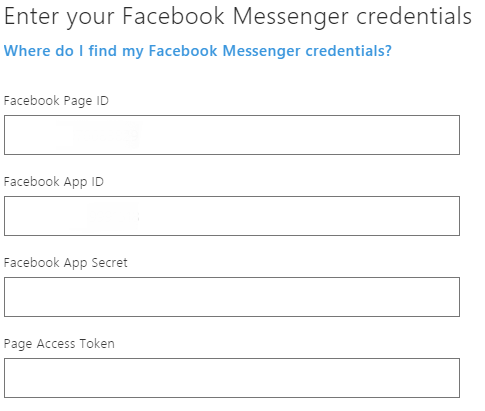 Enter your Facebook Messenger credentials
Where do I find my Facebook Messenger credentials?
Facebook Page ID
Facebook App ID
Facebook App Secret
Page Access Token